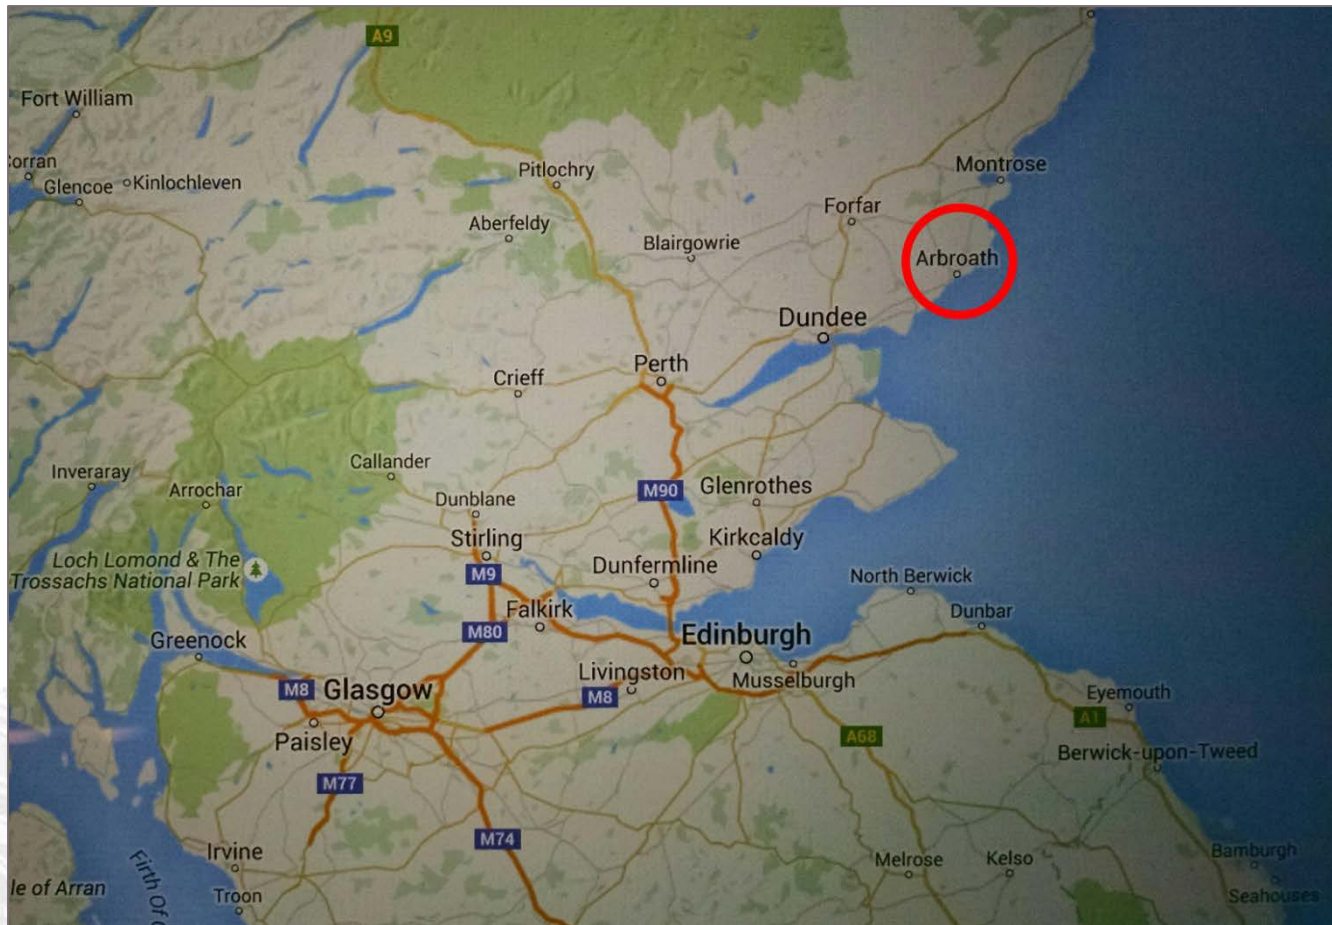 A9
Fort William
Corran
Glencoe
Kinlochleven
Pitlochry
Montrose
Aberfeldy
Forfar
Blairgowrie
Arbroath
Dundee
Perth
Crieff
Inveraray
Callander
Arrochar
Dunblane
M90
Glenrothes
Stirling
Kirkcaldy
Loch Lomond & The
Trossachs National Park
M9
Dunfermline
North Berwick
Falkirk
Dunbar
Greenock
M80
Edinburgh
Livingston
Musselburgh
M8
Glasgow
M8
Eyemouth
Paisley
A68
A1
Berwick-upon-Tweed
M77
M74
Irvine
Melrose
Kelso
Bamburgh
le of Arran
Firth Of
Troon
Seahouses